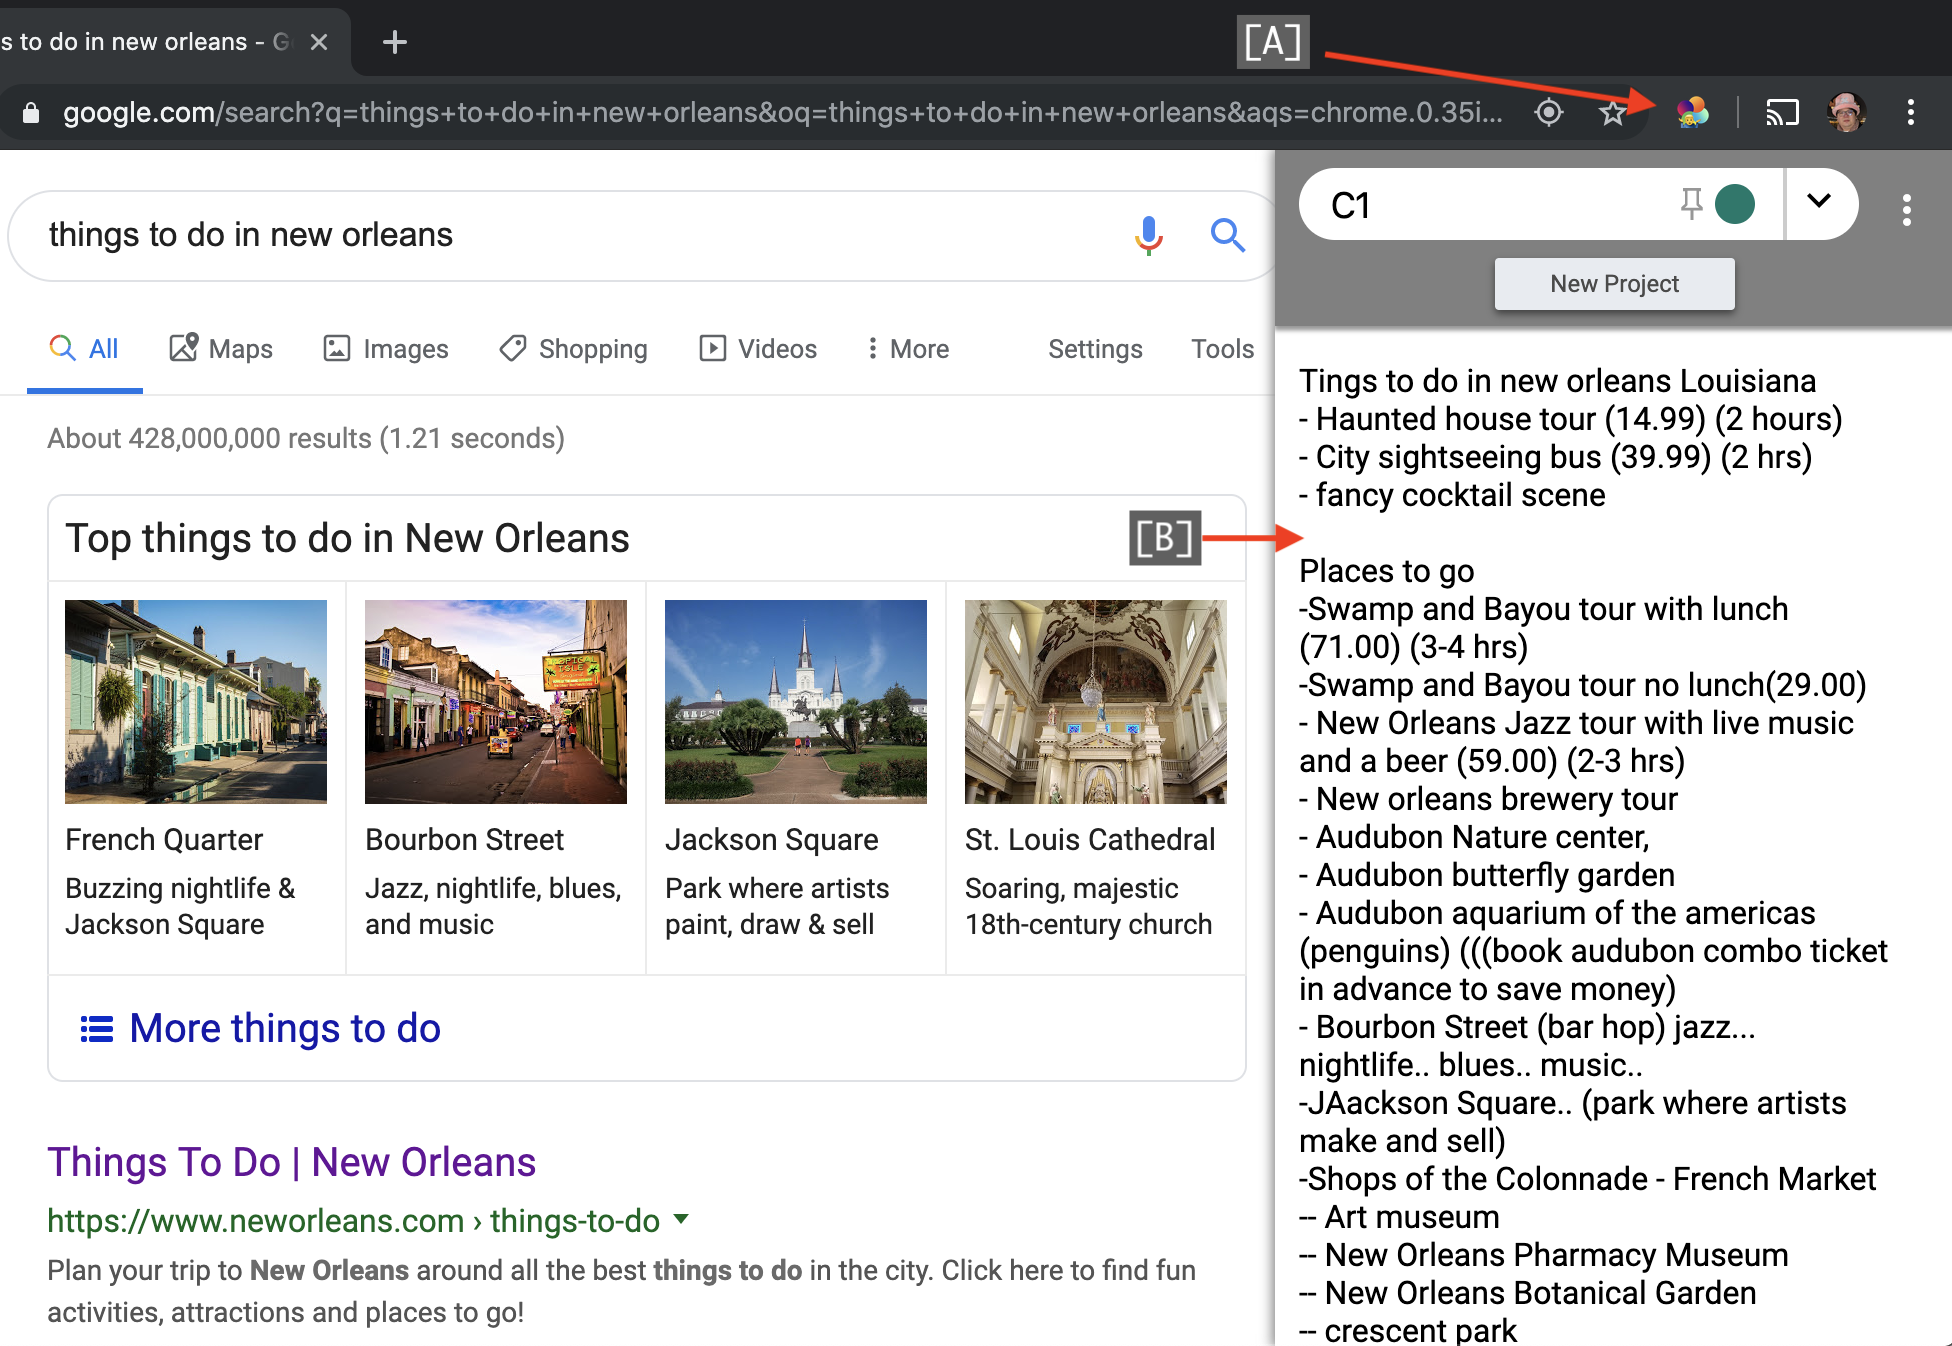 s to do in new orleans - G
[A]
google.com/search?q=things+to+do+in+new+orleans&oq=things+to+do+in+new+orleans&aqs=chrome.0.35i...
things to do in new orleans
All Maps Images Shopping Videos More Settings Tools
About 428,000,000 results (1.21 seconds)
Top things to do in New Orleans
[B]
French Quarter
Buzzing nightlife &
Jackson Square
Bourbon Street
Jazz, nightlife, blues,
and music
Jackson Square
Park where artists
paint, draw & sell
St. Louis Cathedral
Soaring, majestic
18th-century church
More things to do
Things To Do | New Orleans
https://www.neworleans.com › things-to-do
Plan your trip to New Orleans around all the best things to do in the city. Click here to find fun
activities, attractions and places to go!
C1
New Project
Tings to do in new orleans Louisiana
- Haunted house tour (14.99) (2 hours)
- City sightseeing bus (39.99) (2 hrs)
- fancy cocktail scene
Places to go
-Swamp and Bayou tour with lunch
(71.00) (3-4 hrs)
-Swamp and Bayou tour no lunch(29.00)
- New Orleans Jazz tour with live music
and a beer (59.00) (2-3 hrs)
- New orleans brewery tour
- Audubon Nature center,
- Audubon butterfly garden
- Audubon aquarium of the americas
(penguins) (((book audubon combo ticket
in advance to save money)
- Bourbon Street (bar hop) jazz...
nightlife.. blues.. music..
-JAackson Square.. (park where artists
make and sell)
-Shops of the Colonnade - French Market
-- Art museum
-- New Orleans Pharmacy Museum
-- New Orleans Botanical Garden
-- crescent park